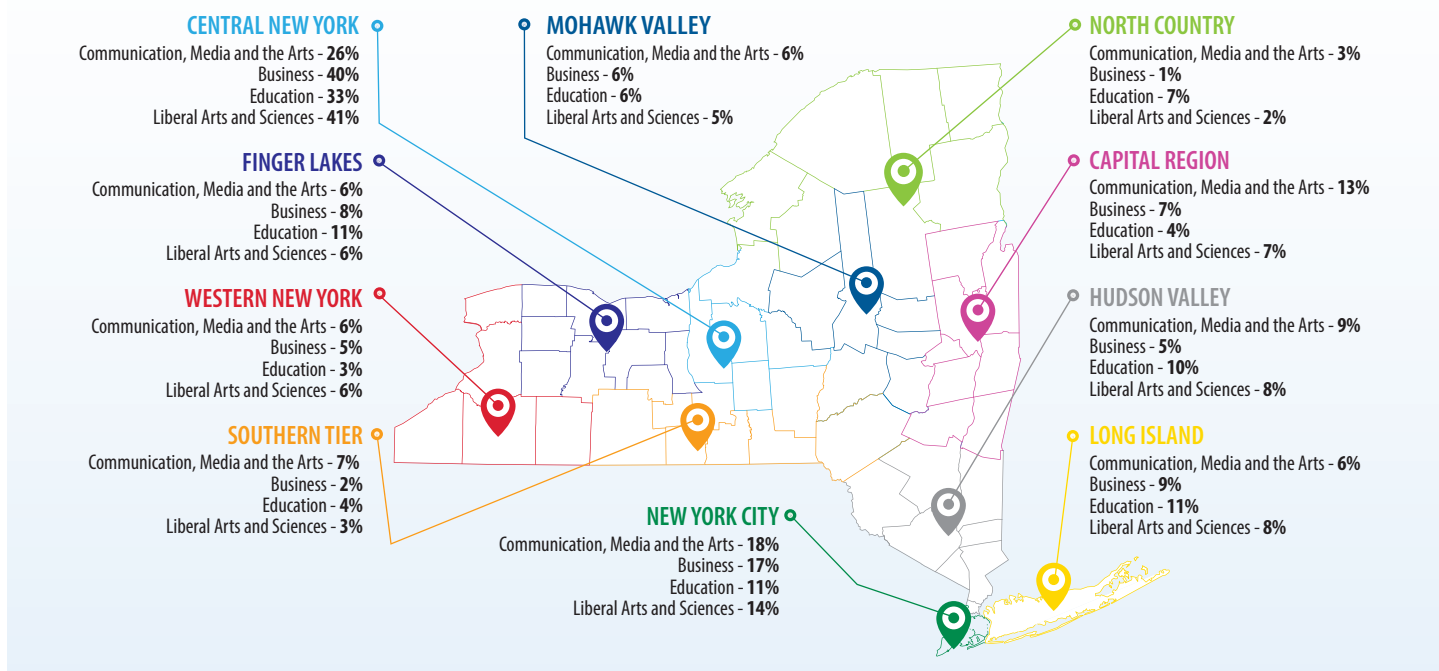 CENTRAL NEW YORK
Communication, Media and the Arts - 26%
Business - 40%
Education - 33%
Liberal Arts and Sciences - 41%
FINGER LAKES
Communication, Media and the Arts - 6%
Business - 8%
Education - 11%
Liberal Arts and Sciences - 6%
WESTERN NEW YORK
Communication, Media and the Arts - 6%
Business - 5%
Education - 3%
Liberal Arts and Sciences - 6%
SOUTHERN TIER
Communication, Media and the Arts - 7%
Business - 2%
Education - 4%
Liberal Arts and Sciences - 3%
MOHAWK VALLEY
Communication, Media and the Arts - 6%
Business - 6%
Education - 6%
Liberal Arts and Sciences - 5%
NEW YORK CITY
Communication, Media and the Arts - 18%
Business - 17%
Education - 11%
Liberal Arts and Sciences - 14%
NORTH COUNTRY
Communication, Media and the Arts - 3%
Business - 1%
Education - 7%
Liberal Arts and Sciences - 2%
CAPITAL REGION
Communication, Media and the Arts - 13%
Business - 7%
Education - 4%
Liberal Arts and Sciences - 7%
HUDSON VALLEY
Communication, Media and the Arts - 9%
Business - 5%
Education - 10%
Liberal Arts and Sciences - 8%
LONG ISLAND
Communication, Media and the Arts - 6%
Business - 9%
Education - 11%
Liberal Arts and Sciences - 8%